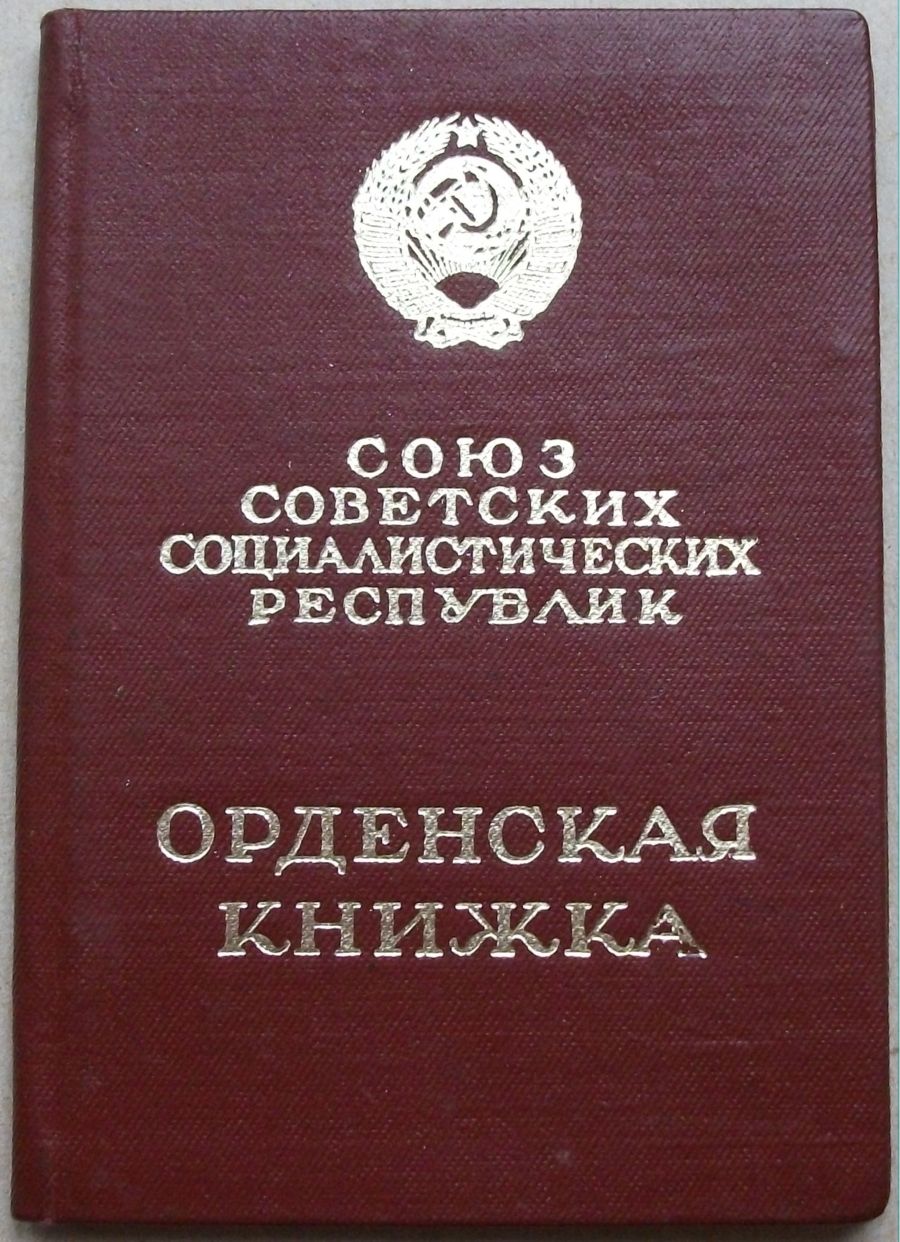 СОЮЗ
СОВЕТСКИХ
СОЦИАЛИСТИЧЕСКИХ
РЕСПУБЛИК
ОРДЕНСКАЯ
КНИЖКА